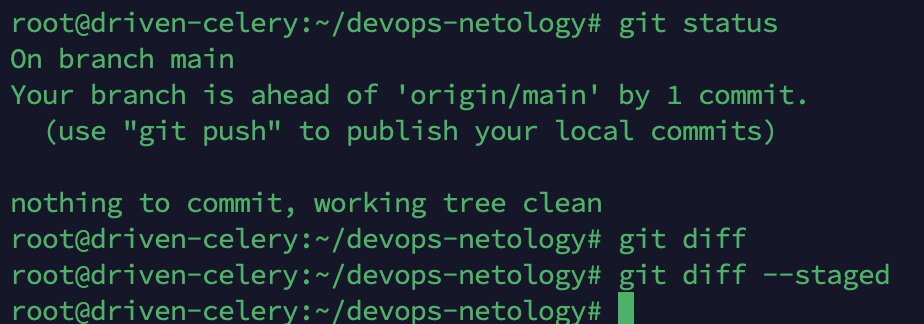 root@driven-celery:~/devops-netology# git status
On branch main
Your branch is ahead of 'origin/main' by 1 commit.
  (use "git push" to publish your local commits)

nothing to commit, working tree clean
root@driven-celery:~/devops-netology# git diff
root@driven-celery:~/devops-netology# git diff --staged
root@driven-celery:~/devops-netology#